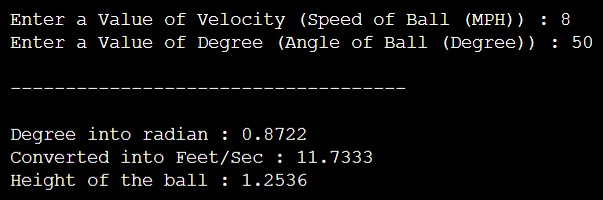 Enter a Value of Velocity (Speed of Ball (MPH)) : 8
Enter a Value of Degree (Angle of Ball (Degree)) : 50
------------------------------------
Degree into radian : 0.8722
Converted into Feet/Sec : 11.7333
Height of the ball : 1.2536